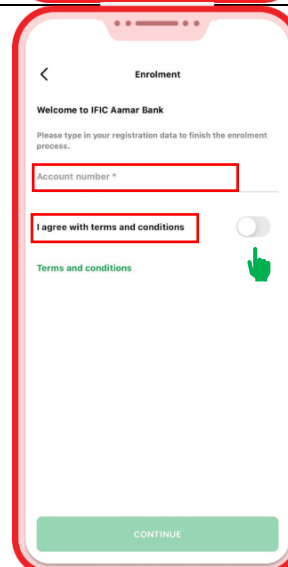 Enrolment
Welcome to IFIC Aamar Bank
Please type in your registration data to finish the enrolment
process.
Account number *
I agree with terms and conditions
Terms and conditions
CONTINUE